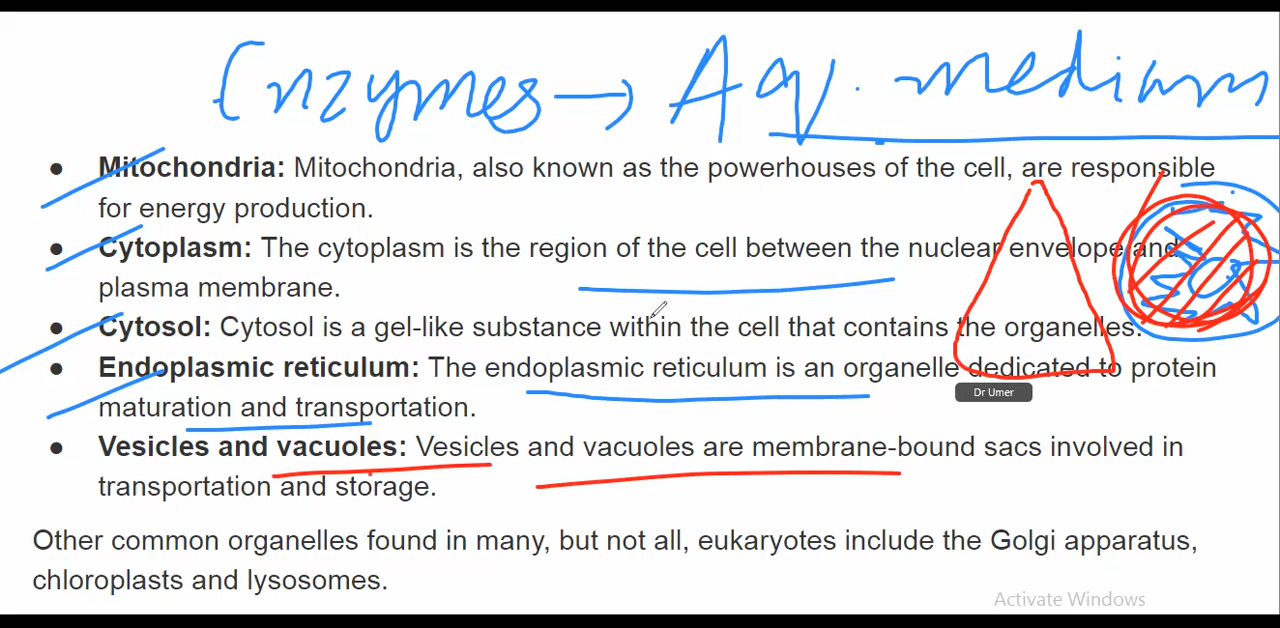 Enzymes → Aq. medium
● Mitochondria: Mitochondria, also known as the powerhouses of the cell, are responsible
for energy production.
● Cytoplasm: The cytoplasm is the region of the cell between the nuclear envelope and
plasma membrane.
● Cytosol: Cytosol is a gel-like substance within the cell that contains the organelles.
● Endoplasmic reticulum: The endoplasmic reticulum is an organelle dedicated to protein
maturation and transportation.
Dr Umer
● Vesicles and vacuoles: Vesicles and vacuoles are membrane-bound sacs involved in
transportation and storage.
Other common organelles found in many, but not all, eukaryotes include the Golgi apparatus,
chloroplasts and lysosomes.
Activate Windows